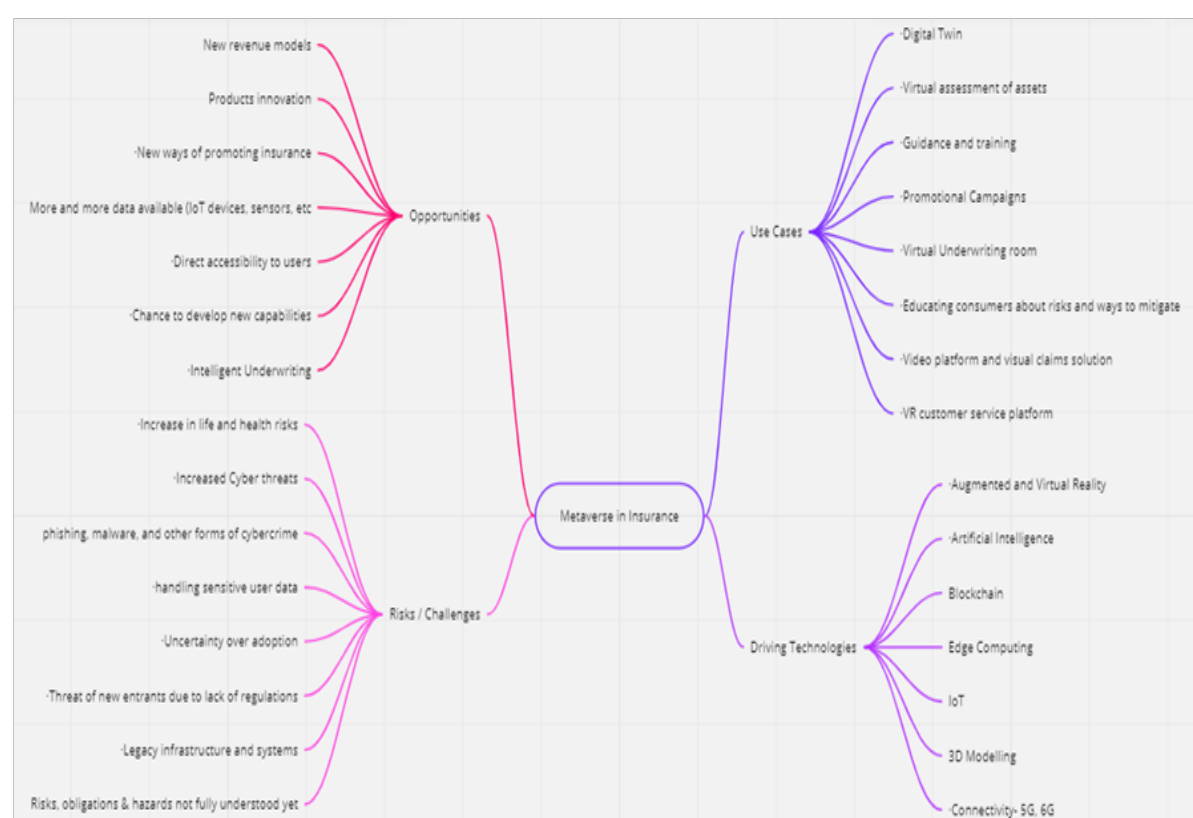 New revenue models
Products innovation
·New ways of promoting insurance
More and more data available (IoT devices, sensors, etc
·Direct accessibility to users
·Chance to develop new capabilities
·Intelligent Underwriting
Opportunities
·Increase in life and health risks
·Increased Cyber threats
phishing, malware, and other forms of cybercrime
·handling sensitive user data
·Uncertainty over adoption
·Threat of new entrants due to lack of regulations
·Legacy infrastructure and systems
Risks, obligations & hazards not fully understood yet
Risks / Challenges
Metaverse in Insurance
Use Cases
·Digital Twin
·Virtual assessment of assets
·Guidance and training
·Promotional Campaigns
·Virtual Underwriting room
·Educating consumers about risks and ways to mitigate
·Video platform and visual claims solution
·VR customer service platform
Driving Technologies
·Augmented and Virtual Reality
·Artificial Intelligence
Blockchain
Edge Computing
IoT
3D Modelling
·Connectivity- 5G, 6G